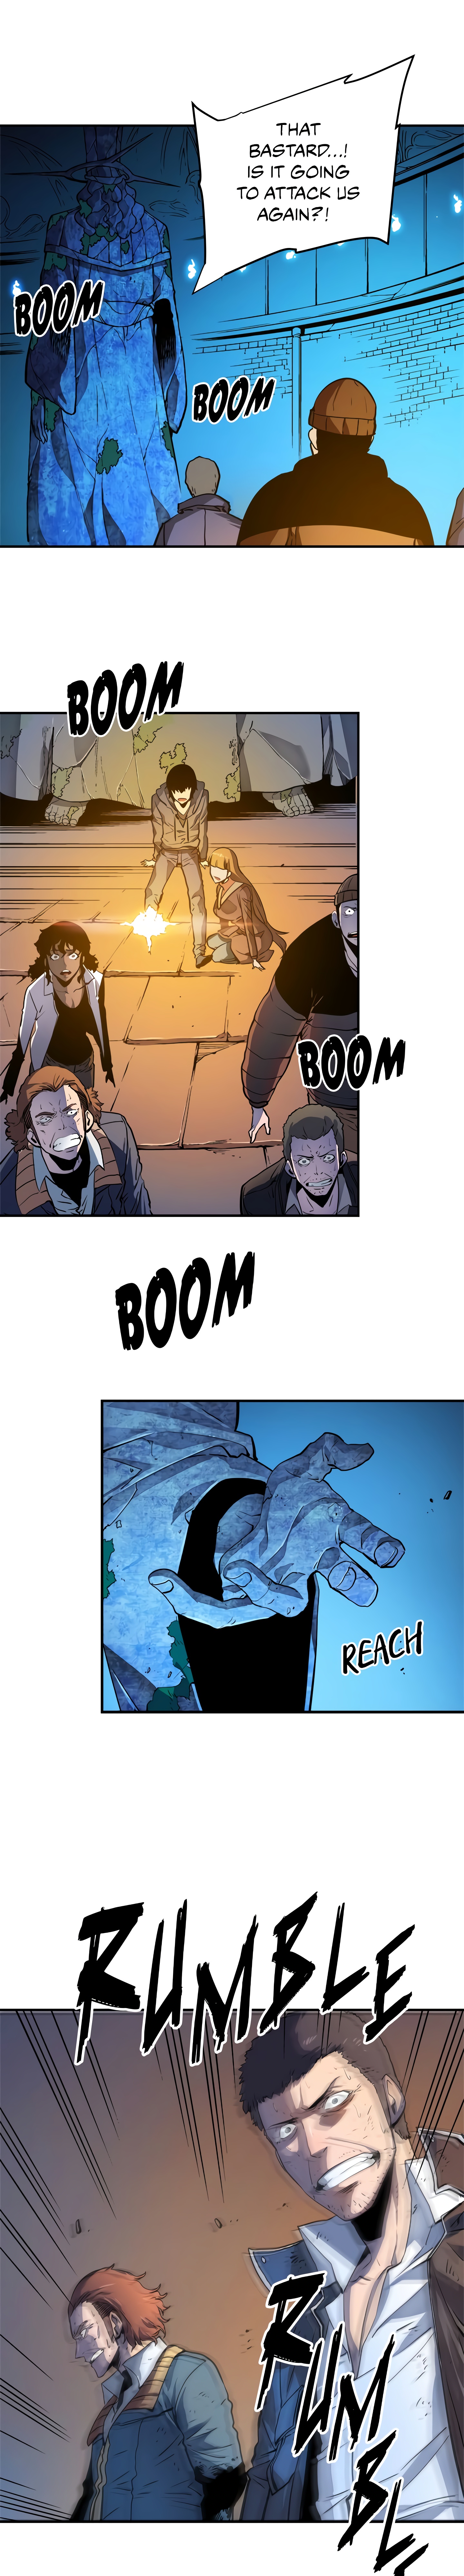 THAT
BASTARD...!
IS IT GOING
TO ATTACK US
AGAIN?!
BOOM
BOOM
BOOM
BOOM
BOOM
REACH
RUMBLE
RUMBL